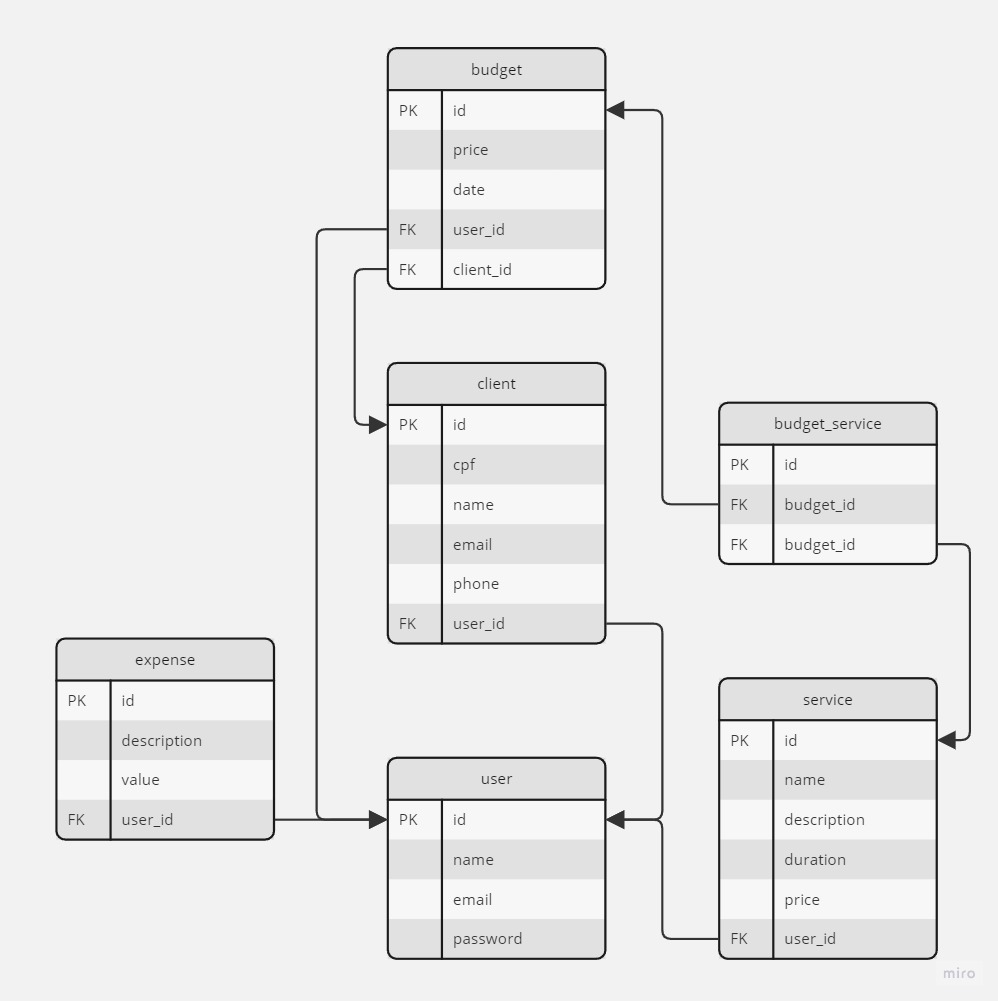 budget
PK id
price
date
FK user_id
FK client_id
client
PK id
cpf
name
email
phone
FK user_id
budget_service
PK id
FK budget_id
FK budget_id
expense
PK id
description
value
FK user_id
user
PK id
name
email
password
service
PK id
name
description
duration
price
FK user_id
miro